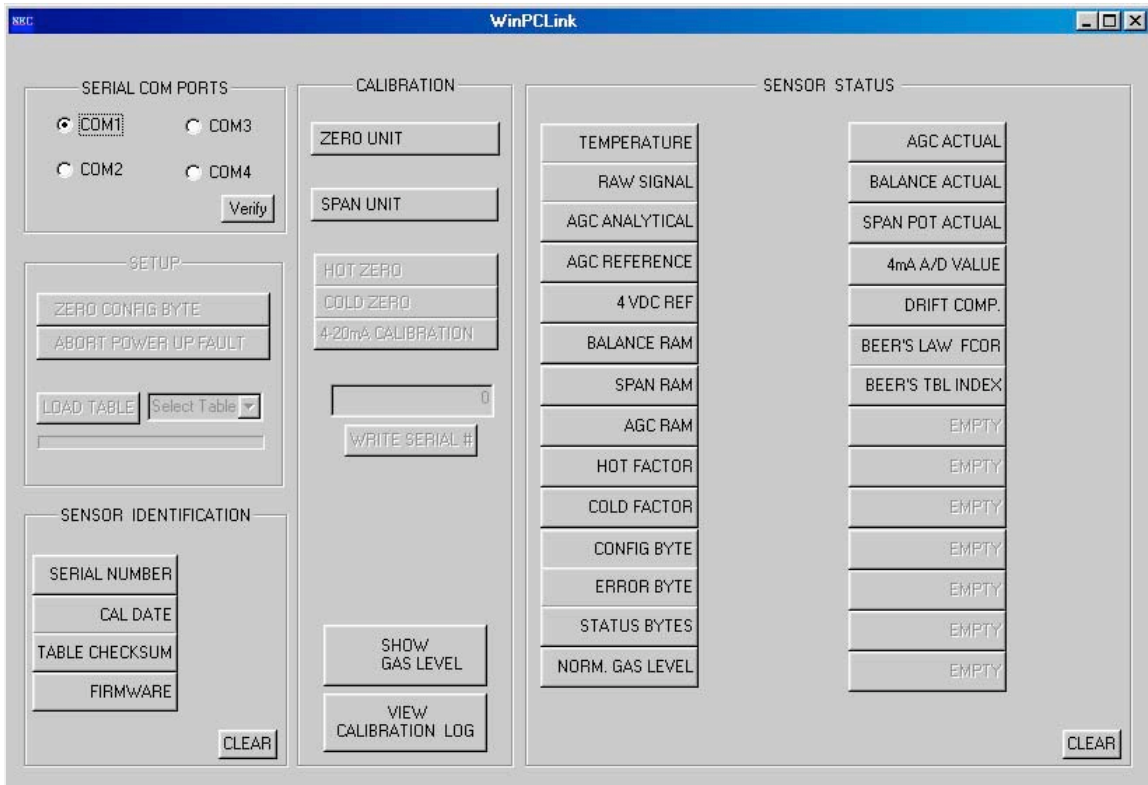 NEC
WinPCLink
SERIAL COM PORTS
COM1
COM3
COM2
COM4
Verify
SETUP
ZERO CONFIG BYTE
ABORT POWER UP FAULT
LOAD TABLE
Select Table
SENSOR IDENTIFICATION
SERIAL NUMBER
CAL DATE
TABLE CHECKSUM
FIRMWARE
CLEAR
CALIBRATION
ZERO UNIT
SPAN UNIT
HOT ZERO
COLD ZERO
4-20mA CALIBRATION
0
WRITE SERIAL #
SHOW
GAS LEVEL
VIEW
CALIBRATION LOG
SENSOR STATUS
TEMPERATURE
RAW SIGNAL
AGC ANALYTICAL
AGC REFERENCE
4 VDC REF
BALANCE RAM
SPAN RAM
AGC RAM
HOT FACTOR
COLD FACTOR
CONFIG BYTE
ERROR BYTE
STATUS BYTES
NORM. GAS LEVEL
AGC ACTUAL
BALANCE ACTUAL
SPAN POT ACTUAL
4mA A/D VALUE
DRIFT COMP.
BEER'S LAW FCOR
BEER'S TBL INDEX
EMPTY
EMPTY
EMPTY
EMPTY
EMPTY
EMPTY
EMPTY
CLEAR